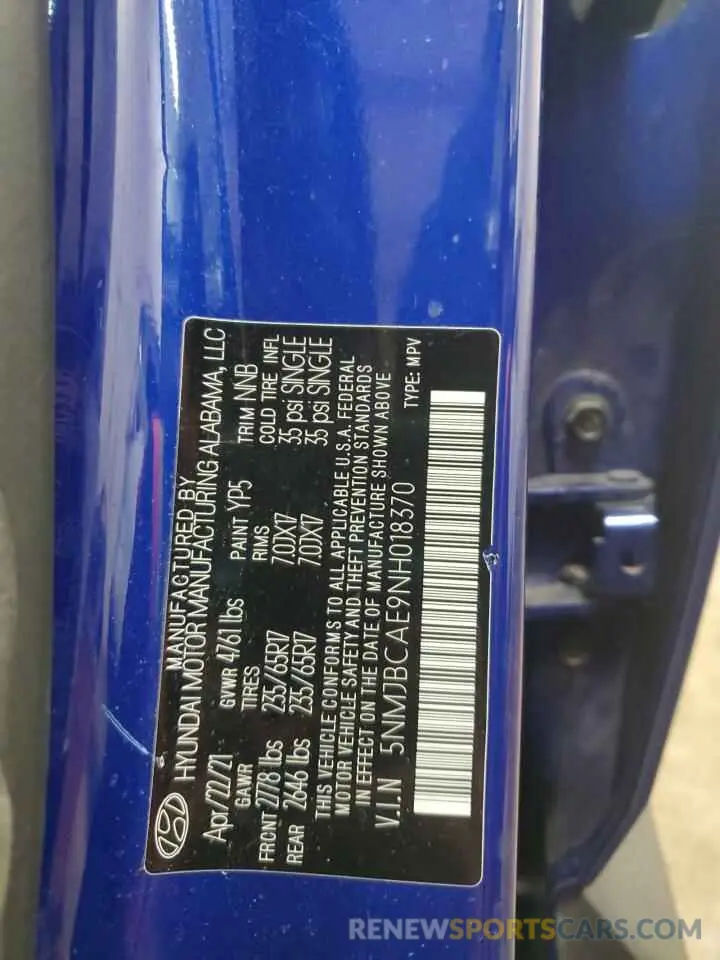 MANUFACTURED BY
HYUNDAI MOTOR MANUFACTURING ALABAMA, LLC
Apr/22/21 GVWR 4761 lbs PAINT YP5 TRIM NNB
GAWR TIRES RIMS COLD TIRE INFL
FRONT 2778 lbs 235/65R17 7.0JX17 35 psi SINGLE
REAR 2646 lbs 235/65R17 7.0JX17 35 psi SINGLE
THIS VEHICLE CONFORMS TO ALL APPLICABLE U.S.A. FEDERAL
MOTOR VEHICLE SAFETY AND THEFT PREVENTION STANDARDS
IN EFFECT ON THE DATE OF MANUFACTURE SHOWN ABOVE
V.I.N 5NMJBCAE9NH018370 TYPE: MPV
RENEWSPORTSCARS.COM